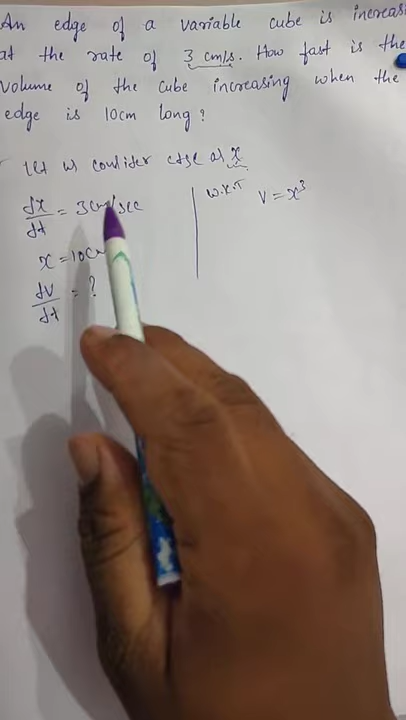 An edge of a variable cube is increasi
at the rate of 3 cm/s. How fast is the
volume of the cube increasing when the
edge is 10cm long?
Let us consider edge as x
dx/dt = 3cm/sec
W.K.T V = x³
x = 10c
dV/dt = ?